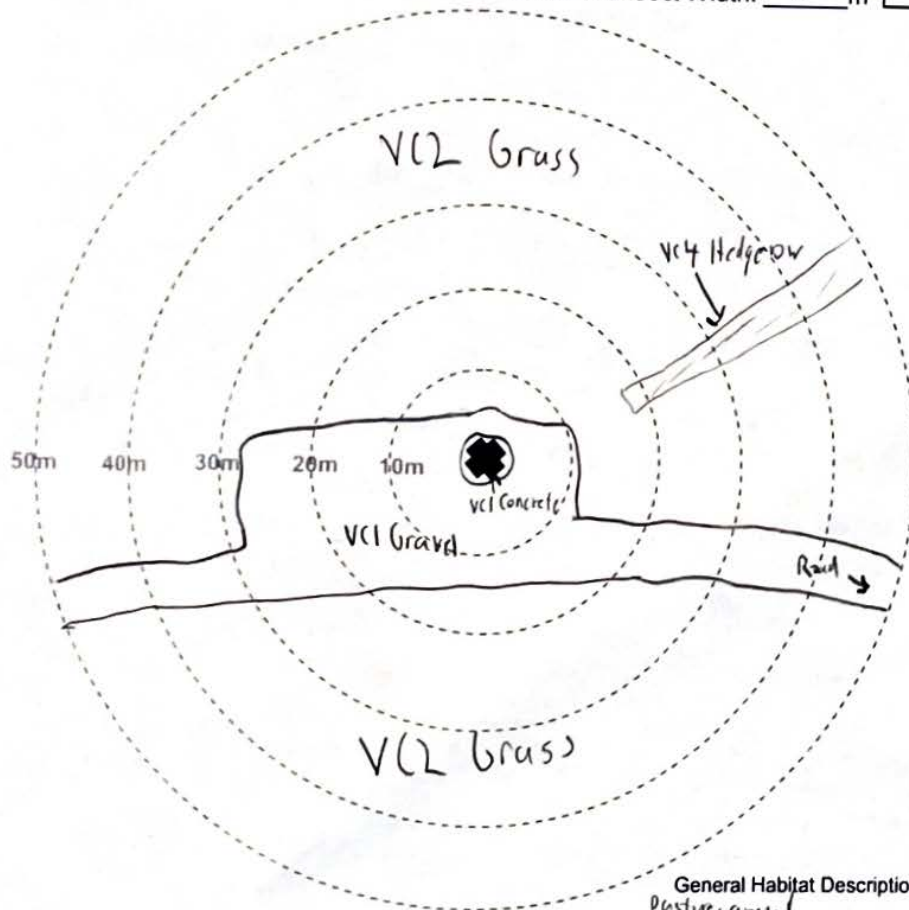 m
VC2 Grass
VC4 Hedgerow
50m 40m 30m 20m 10m
VC1 Concrete
VC1 Gravel
Road
VC2 Grass
General Habitat Descriptio
Pasture